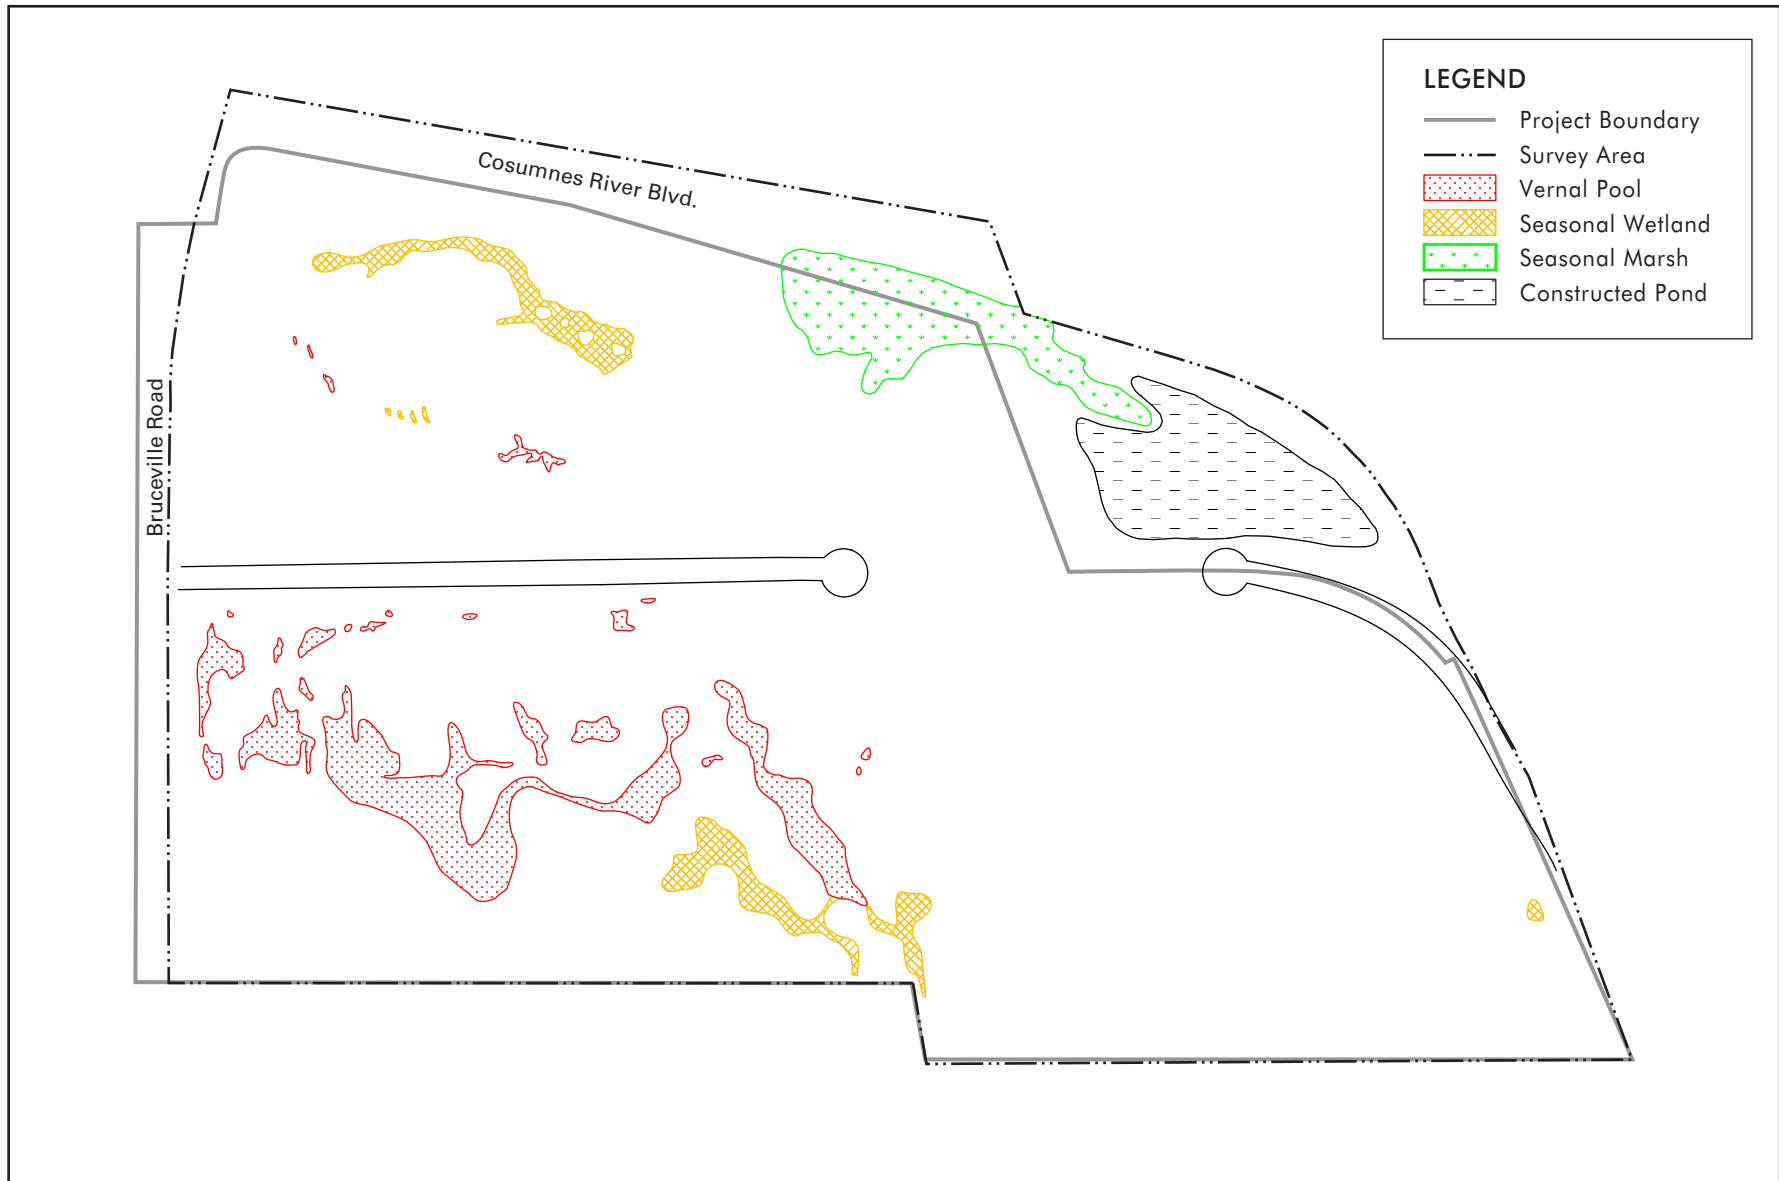 LEGEND
Project Boundary
Survey Area
Vernal Pool
Seasonal Wetland
Seasonal Marsh
Constructed Pond
Cosumnes River Blvd.
Bruceville Road